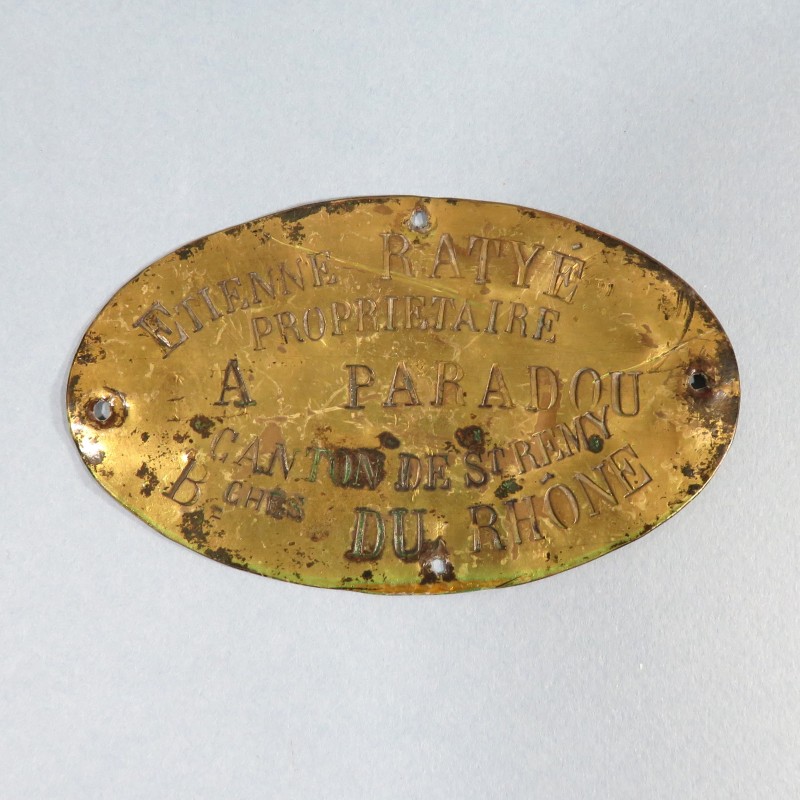 ETIENNE RATYÉ
PROPRIETAIRE
A PARADOU
CANTON DE ST REMY
B. CHES DU RHÔNE